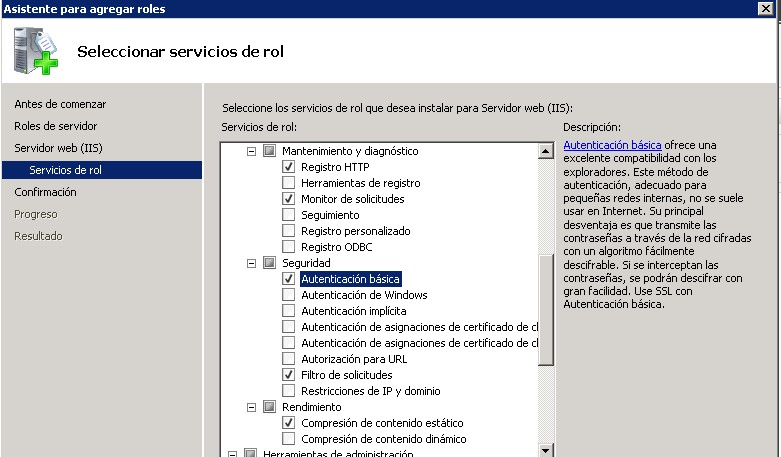 Asistente para agregar roles
Seleccionar servicios de rol
Antes de comenzar
Roles de servidor
Servidor web (IIS)
Servicios de rol
Confirmación
Progreso
Resultado
Seleccione los servicios de rol que desea instalar para Servidor web (IIS):
Servicios de rol:
Mantenimiento y diagnóstico
Registro HTTP
Herramientas de registro
Monitor de solicitudes
Seguimiento
Registro personalizado
Registro ODBC
Seguridad
Autenticación básica
Autenticación de Windows
Autenticación implícita
Autenticación de asignaciones de certificado de cl
Autenticación de asignaciones de certificado de cl
Autorización para URL
Filtro de solicitudes
Restricciones de IP y dominio
Rendimiento
Compresión de contenido estático
Compresión de contenido dinámico
Herramientas de administración
Descripción:
Autenticación básica ofrece una
excelente compatibilidad con los
exploradores. Este método de
autenticación, adecuado para
pequeñas redes internas, no se suele
usar en Internet. Su principal
desventaja es que transmite las
contraseñas a través de la red cifradas
con un algoritmo fácilmente
descifrable. Si se interceptan las
contraseñas, se podrán descifrar con
gran facilidad. Use SSL con
Autenticación básica.